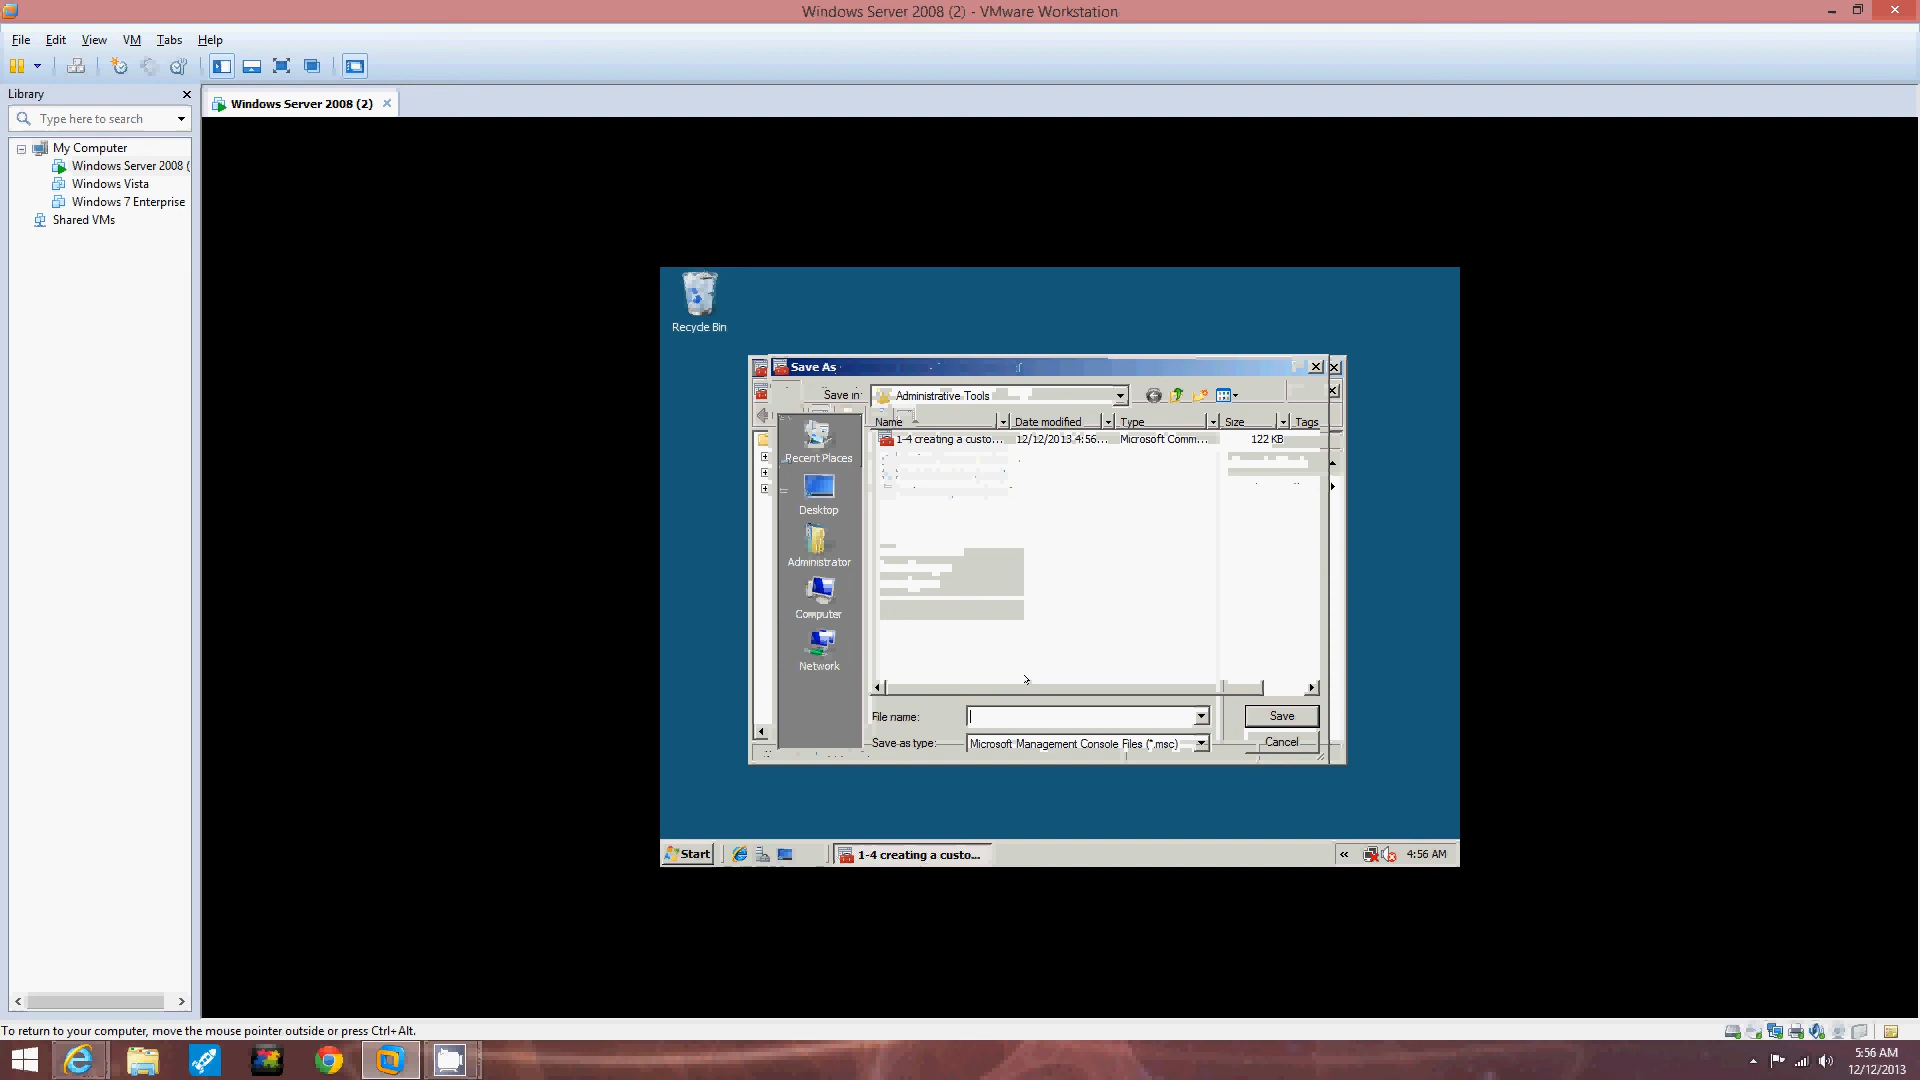 Windows Server 2008 (2) - VMware Workstation
File Edit View VM Tabs Help
Library
Windows Server 2008 (2)
Type here to search
My Computer
Windows Server 2008 (
Windows Vista
Windows 7 Enterprise
Shared VMs
Recycle Bin
Save As
Save in:
Administrative Tools
Name Date modified Type Size Tags
1-4 creating a custo... 12/12/2013 4:56... Microsoft Comm... 122 KB
Recent Places
Desktop
Administrator
Computer
Network
File name:
Save
Save as type:
Microsoft Management Console Files (*.msc)
Cancel
Start
1-4 creating a custo...
« 4:56 AM
To return to your computer, move the mouse pointer outside or press Ctrl+Alt.
5:56 AM
12/12/2013